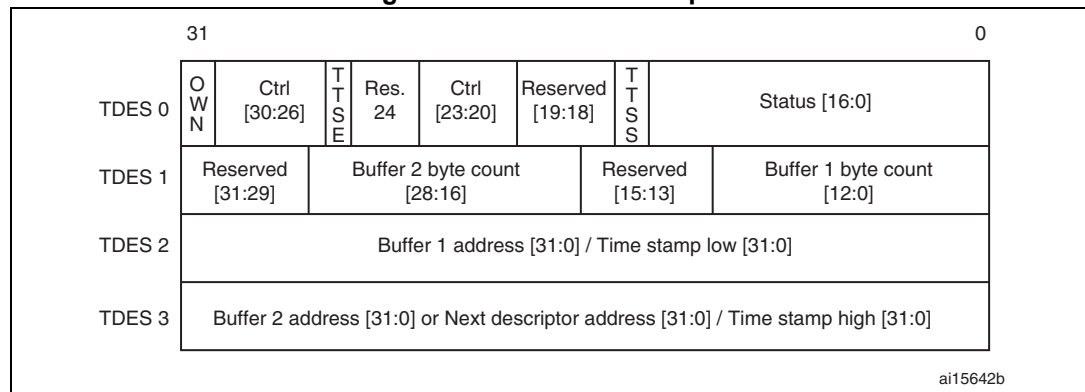 31 0
TDES 0 OWN Ctrl [30:26] TTSE Res. 24 Ctrl [23:20] Reserved [19:18] TTSS Status [16:0]
TDES 1 Reserved [31:29] Buffer 2 byte count [28:16] Reserved [15:13] Buffer 1 byte count [12:0]
TDES 2 Buffer 1 address [31:0] / Time stamp low [31:0]
TDES 3 Buffer 2 address [31:0] or Next descriptor address [31:0] / Time stamp high [31:0]
ai15642b